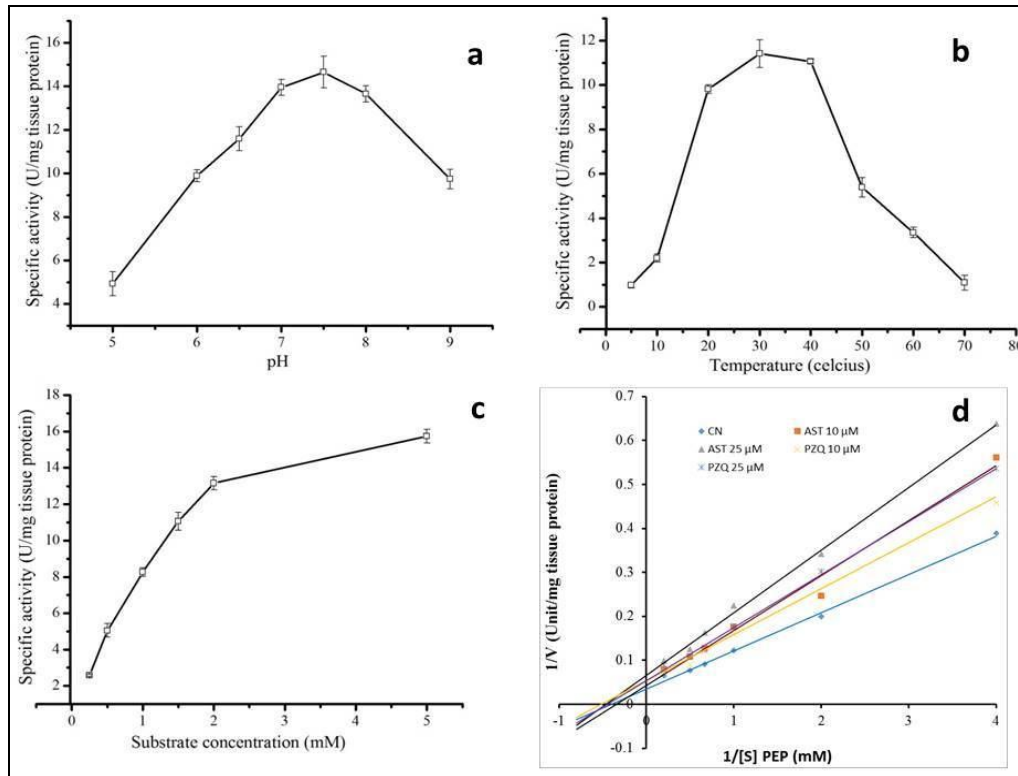 a
Specific activity (U/mg tissue protein)
16
14
12
10
8
6
4
5 6 7 8 9
pH
b
Specific activity (U/mg tissue protein)
12
10
8
6
4
2
0
0 10 20 30 40 50 60 70 80
Temperature (celcius)
c
Specific activity (U/mg tissue protein)
18
16
14
12
10
8
6
4
2
0 1 2 3 4 5
Substrate concentration (mM)
d
1/V (Unit/mg tissue protein)
0.7
0.6
0.5
0.4
0.3
0.2
0.1
0
-0.1
CN AST 10 µM
AST 25 µM PZQ 10 µM
PZQ 25 µM
-1 0 1 2 3 4
1/[S] PEP (mM)